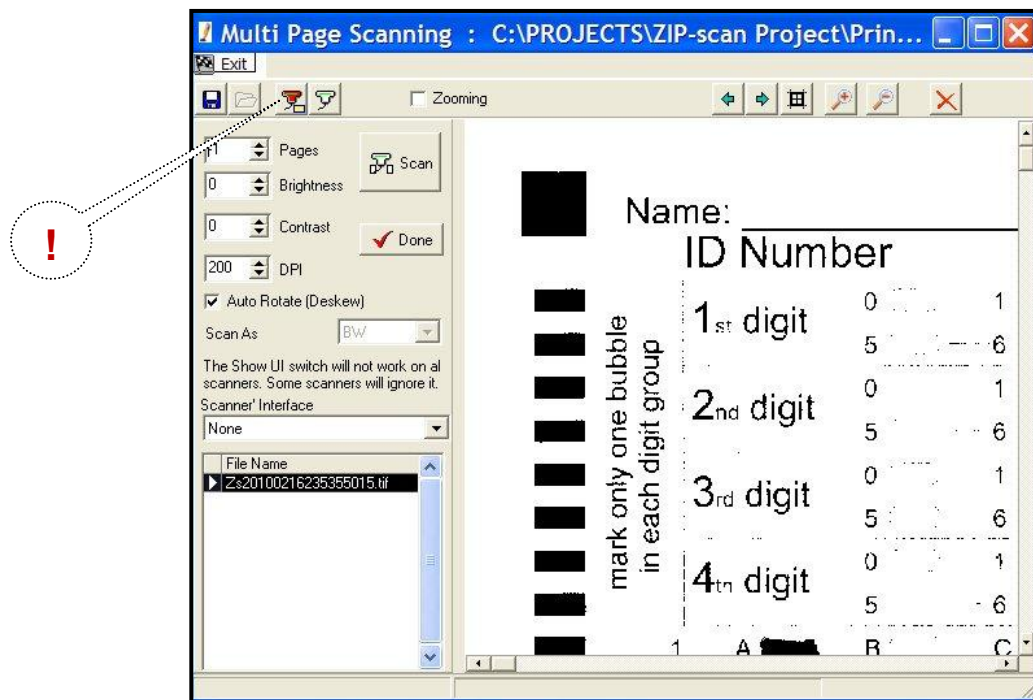 Multi Page Scanning : C:\PROJECTS\ZIP-scan Project\Prin...
Exit
Zooming
!
1 Pages
Scan
0 Brightness
0 Contrast
Done
200 DPI
Auto Rotate (Deskew)
Scan As BW
The Show UI switch will not work on al
scanners. Some scanners will ignore it.
Scanner' Interface
None
File Name
Zs20100216235355015.tif
Name:
ID Number
mark only one bubble
in each digit group
1st digit
0 1
5 6
2nd digit
0 1
5 6
3rd digit
0 1
5 6
4th digit
0 1
5 6
1 A B C